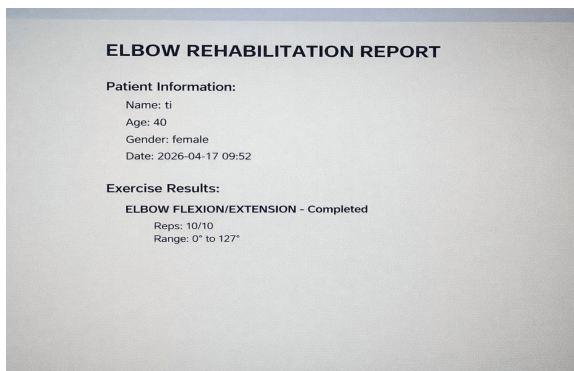 ELBOW REHABILITATION REPORT
Patient Information:
Name: ti
Age: 40
Gender: female
Date: 2026-04-17 09:52
Exercise Results:
ELBOW FLEXION/EXTENSION - Completed
Reps: 10/10
Range: 0° to 127°